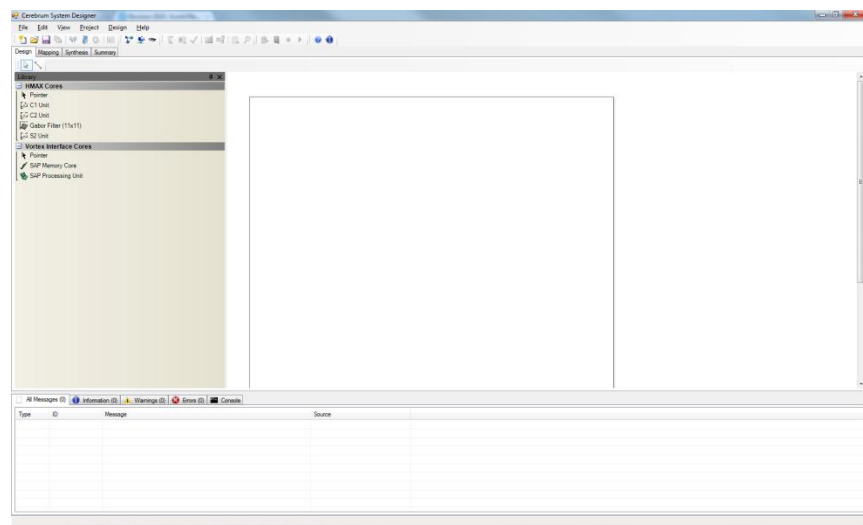 Cerebrum System Designer
File Edit View Project Design Help
Design Mapping Synthesis Summary
Library
HMAX Cores
Pointer
C1 Unit
C2 Unit
Gabor Filter (11x11)
S2 Unit
Vortex Interface Cores
Pointer
SAP Memory Core
SAP Processing Unit
All Messages (0) Information (0) Warnings (0) Errors (0) Console
Type ID Message Source